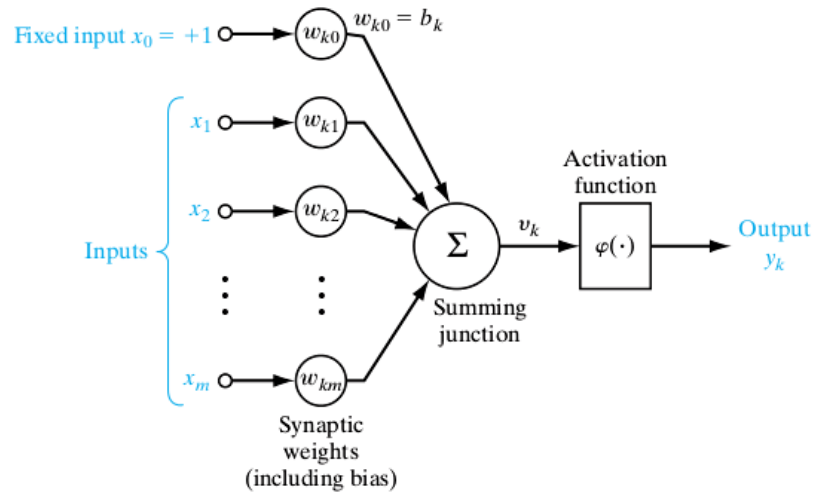 Fixed input x₀ = +1
wₖ₀
wₖ₀ = bₖ
x₁
wₖ₁
x₂
wₖ₂
Inputs
xₘ
wₖₘ
Σ
Summing
junction
vₖ
Activation
function
φ(·)
Output
yₖ
Synaptic
weights
(including bias)